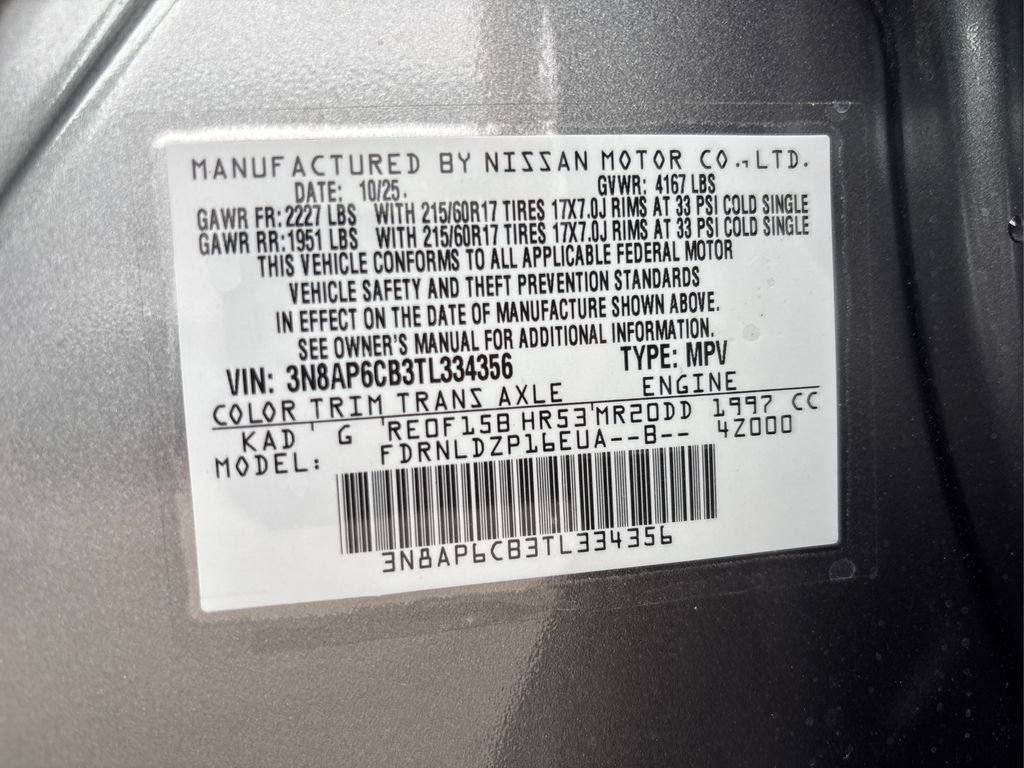 MANUFACTURED BY NISSAN MOTOR CO., LTD.
DATE: 10/25. GVWR: 4167 LBS
GAWR FR: 2227 LBS WITH 215/60R17 TIRES 17X7.0J RIMS AT 33 PSI COLD SINGLE
GAWR RR: 1951 LBS WITH 215/60R17 TIRES 17X7.0J RIMS AT 33 PSI COLD SINGLE
THIS VEHICLE CONFORMS TO ALL APPLICABLE FEDERAL MOTOR
VEHICLE SAFETY AND THEFT PREVENTION STANDARDS
IN EFFECT ON THE DATE OF MANUFACTURE SHOWN ABOVE.
SEE OWNER'S MANUAL FOR ADDITIONAL INFORMATION.
VIN: 3N8AP6CB3TL334356 TYPE: MPV
COLOR TRIM TRANS AXLE ENGINE
KAD G RE0F15B HR53 MR20DD 1997 CC
MODEL: FDRNLDZP16EUA--B-- 4Z000
3N8AP6CB3TL334356